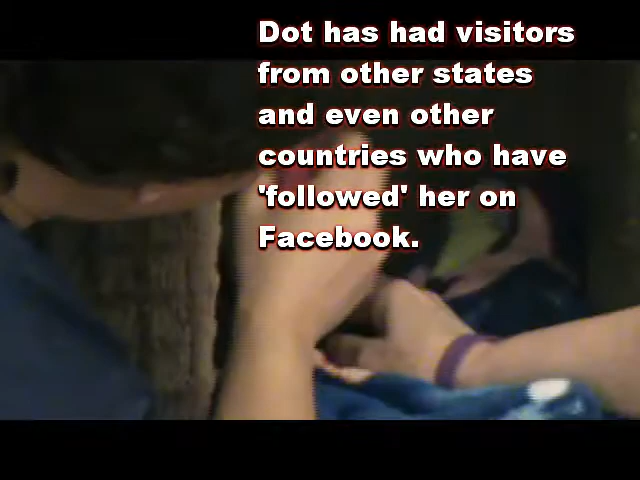 Dot has had visitors
from other states
and even other
countries who have
'followed' her on
Facebook.